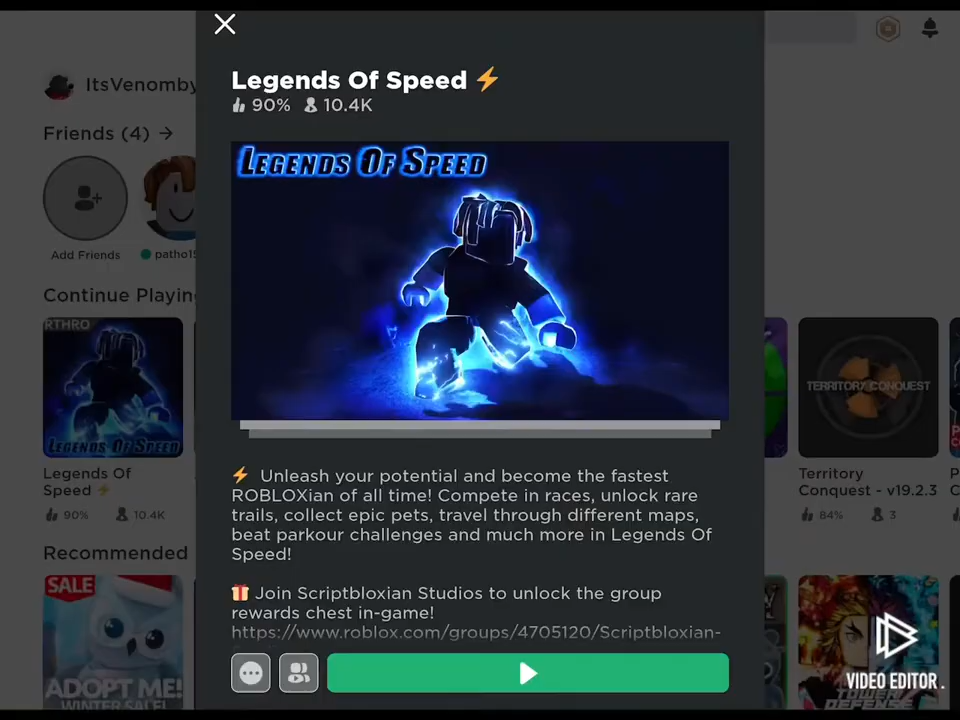 Legends Of Speed ⚡
90% 10.4K
ItsVenomby
Friends (4) →
LEGENDS OF SPEED
Add Friends
Continue Playin
RTHRO
LEGENDS OF SPEED
Legends Of
Speed ⚡
90% 10.4K
TERRITORY CONQUEST
Territory
Conquest - v19.2.3
84% 3
⚡ Unleash your potential and become the fastest
ROBLOXian of all time! Compete in races, unlock rare
trails, collect epic pets, travel through different maps,
beat parkour challenges and much more in Legends Of
Speed!
🎁 Join Scriptbloxian Studios to unlock the group
rewards chest in-game!
https://www.roblox.com/groups/4705120/Scriptbloxian-
Recommended
SALE
ADOPT ME!
WINTER SALE!
TOWER
DEFENSE
VIDEO EDITOR.